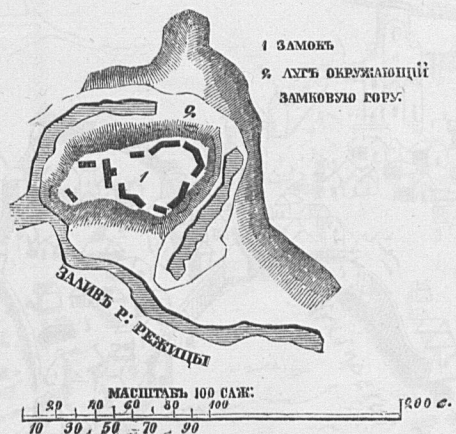 1 ЗАМОКЪ
2 ЛУГЪ ОКРУЖАЮЩІЙ
ЗАМКОВУЮ ГОРУ.
2
1
ЗАЛИВЪ Р: РЕЖИЦЫ
МАСШТАБЪ 100 САЖ:
20 40 60 80 100 200 с.
10 30 50 70 90